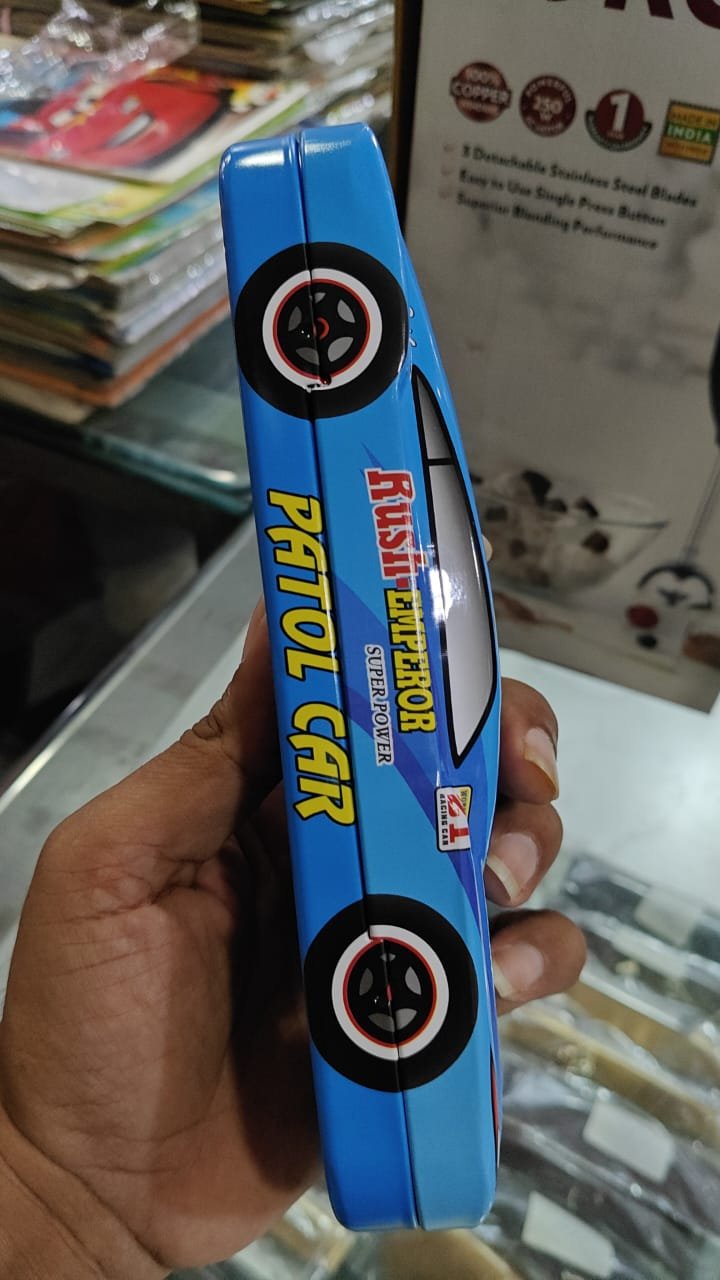 Rush.EMPEROR
SUPER POWER
PATOL CAR
RACING CAR
100%
COPPER
POWERFUL
250
1
MADE IN
INDIA
3 Detachable Stainless Steel Blades
Easy to Use Single Press Button
Superior Blending Performance